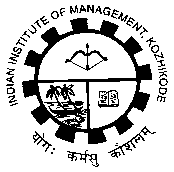 INDIAN INSTITUTE OF MANAGEMENT, KOZHIKODE
योगः कर्मसु कौशलम्